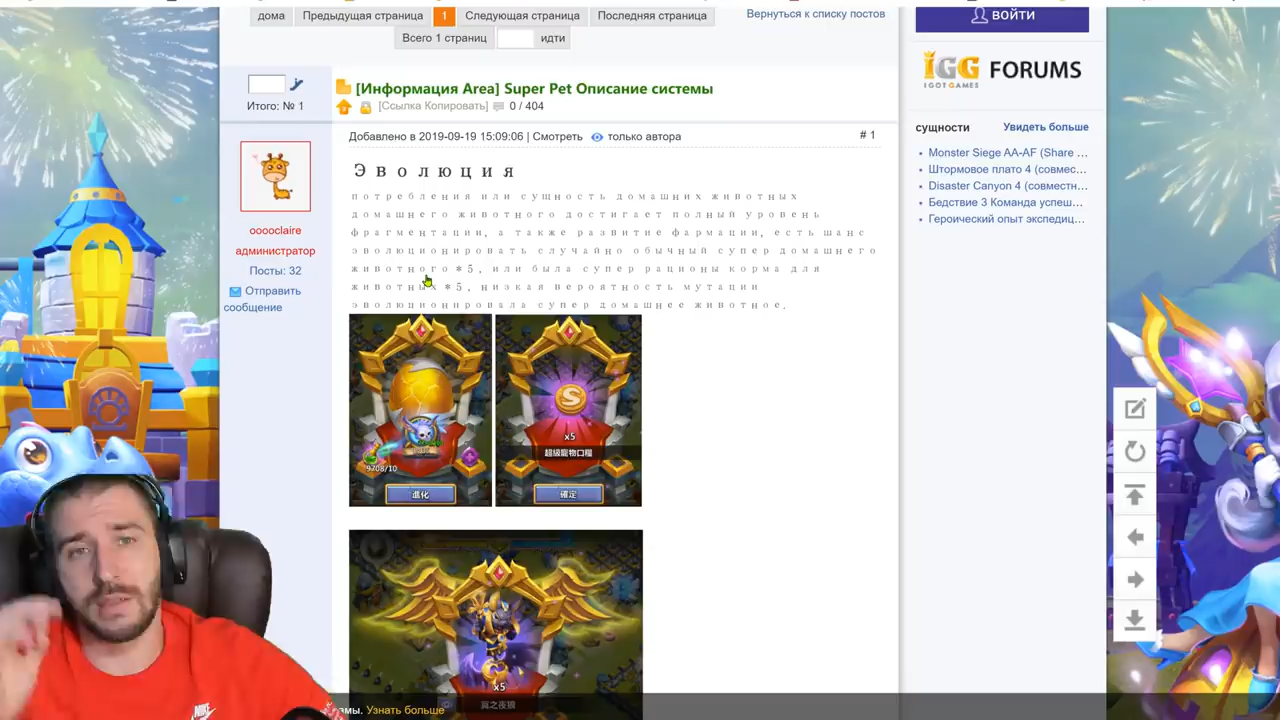 дома
Предыдущая страница
1
Следующая страница
Последняя страница
Вернуться к списку постов
Всего 1 страниц
идти
ВОЙТИ
IGG FORUMS
I GOT GAMES
Итого: № 1
[Информация Area] Super Pet Описание системы
[Ссылка Копировать] 0 / 404
Добавлено в 2019-09-19 15:09:06 | Смотреть только автора
# 1
ooooclaire
администратор
Посты: 32
Отправить
сообщение
Эволюция
потребления или сущность домашних животных
домашнего животного достигает полный уровень
фрагментации, а также развитие фармации, есть шанс
эволюционировать случайно обычный супер домашнего
животного *5, или была супер рационы корма для
животных *5, низкая вероятность мутации
эволюционировала супер домашнее животное.
9708/10
進化
S
x5
超級寵物口糧
確定
x5
冥之夜狼
сущности
Увидеть больше
Monster Siege AA-AF (Share ...
Штормовое плато 4 (совмес...
Disaster Canyon 4 (совместн...
Бедствие 3 Команда успеш...
Героический опыт экспедиц...
мы. Узнать больше